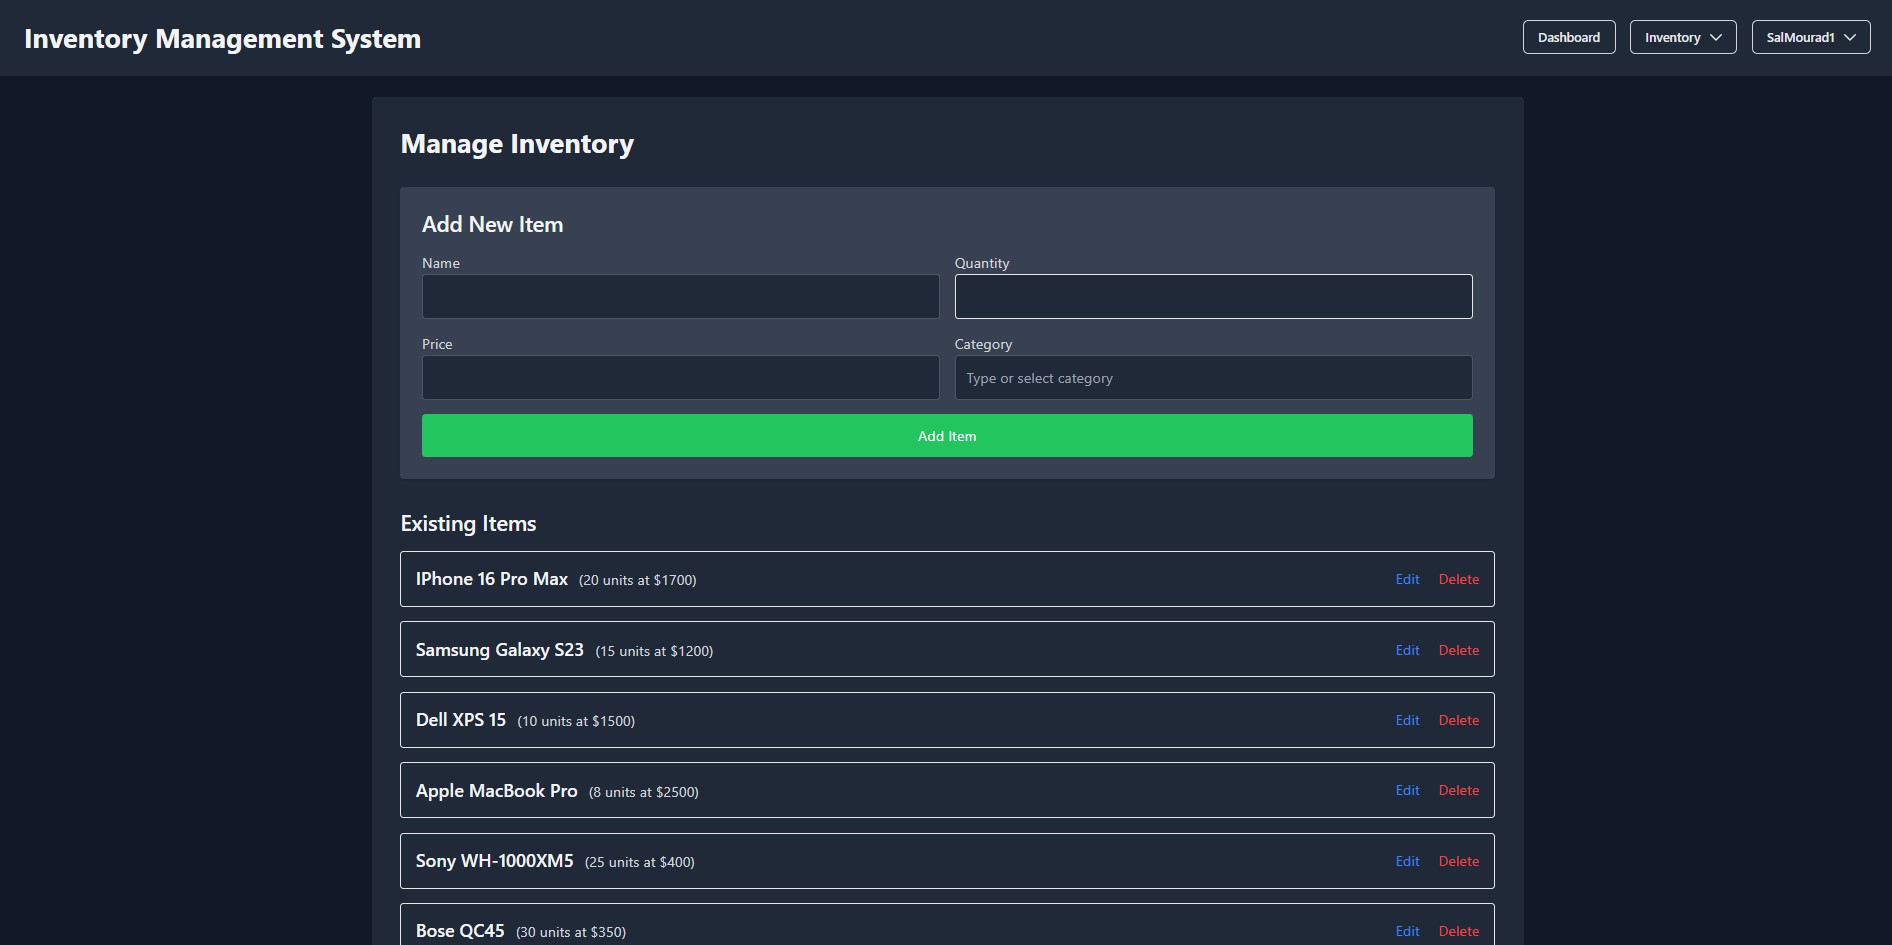 Inventory Management System
Dashboard
Inventory
SalMourad1
Manage Inventory
Add New Item
Name
Quantity
Price
Category
Type or select category
Add Item
Existing Items
IPhone 16 Pro Max (20 units at $1700)
Edit Delete
Samsung Galaxy S23 (15 units at $1200)
Edit Delete
Dell XPS 15 (10 units at $1500)
Edit Delete
Apple MacBook Pro (8 units at $2500)
Edit Delete
Sony WH-1000XM5 (25 units at $400)
Edit Delete
Bose QC45 (30 units at $350)
Edit Delete